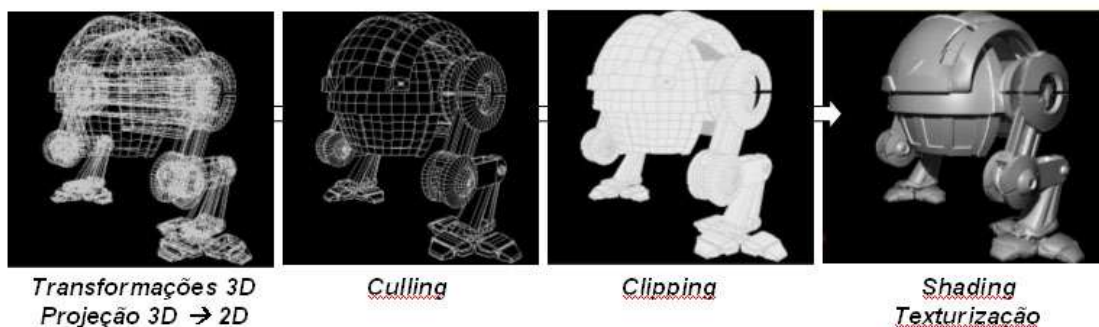 Transformações 3D
Projeção 3D → 2D
Culling
Clipping
Shading
Texturização